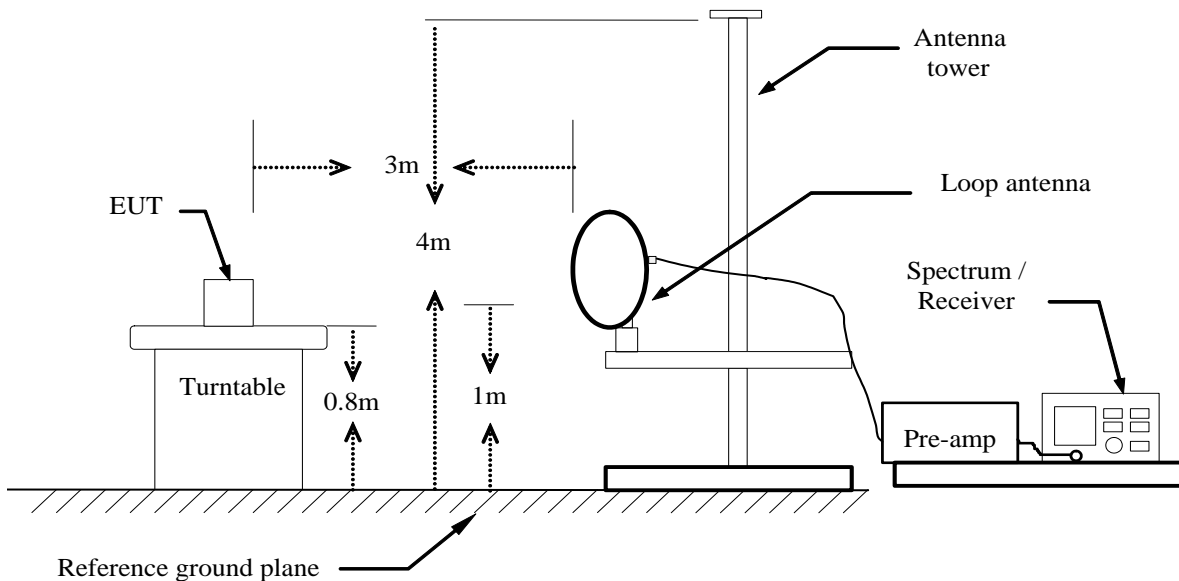 Antenna
tower
3m
Loop antenna
EUT
4m
Spectrum /
Receiver
Turntable
0.8m
1m
Pre-amp
Reference ground plane